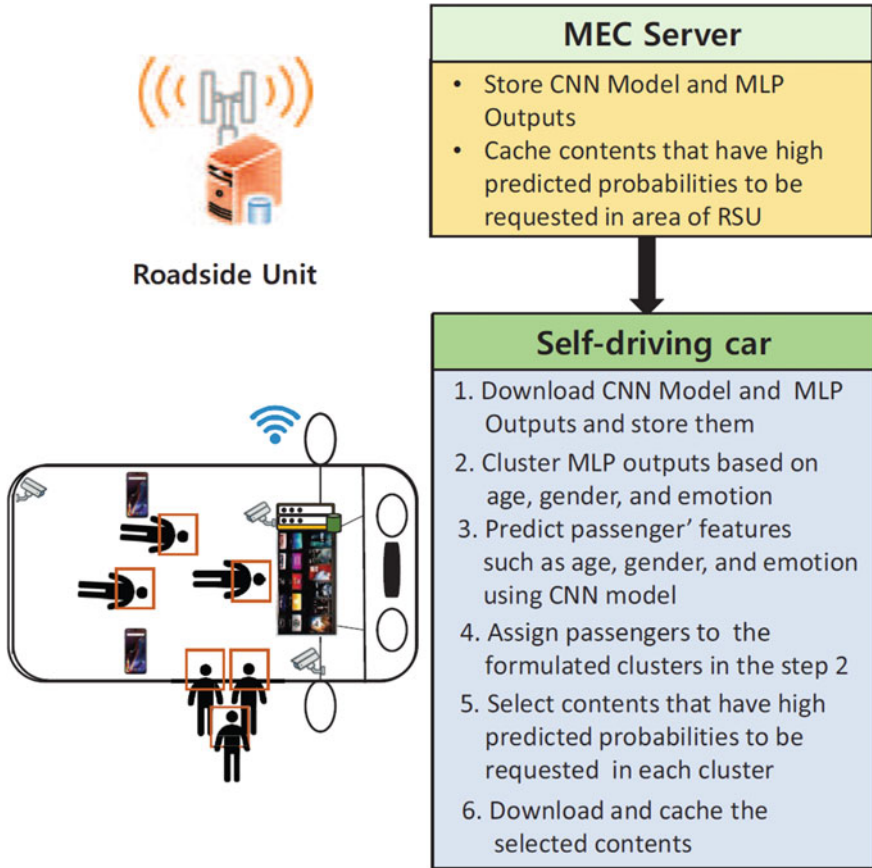 MEC Server
• Store CNN Model and MLP
Outputs
• Cache contents that have high
predicted probabilities to be
requested in area of RSU
Roadside Unit
Self-driving car
1. Download CNN Model and MLP
Outputs and store them
2. Cluster MLP outputs based on
age, gender, and emotion
3. Predict passenger' features
such as age, gender, and emotion
using CNN model
4. Assign passengers to the
formulated clusters in the step 2
5. Select contents that have high
predicted probabilities to be
requested in each cluster
6. Download and cache the
selected contents